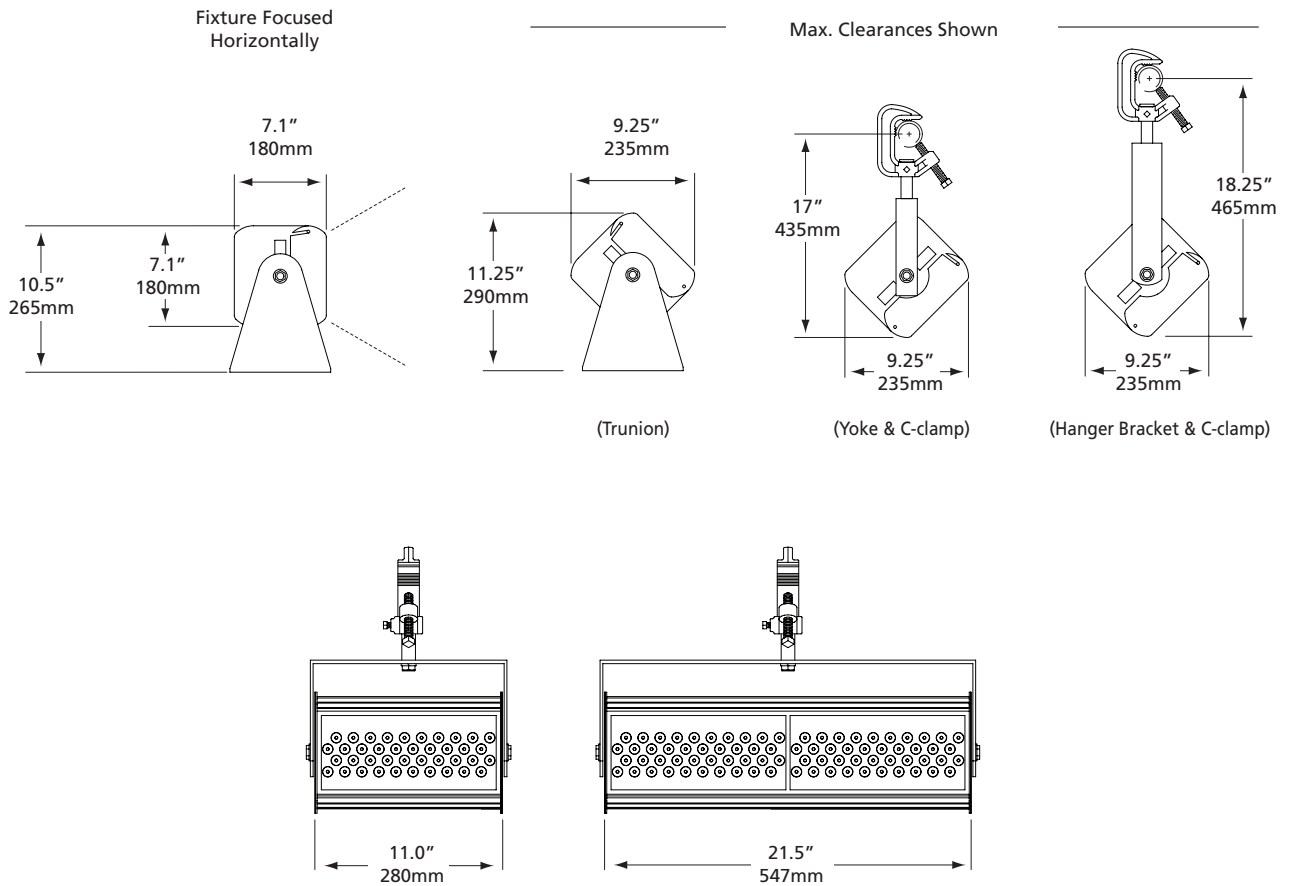 Fixture Focused
Horizontally
Max. Clearances Shown
7.1”
180mm
10.5”
265mm
7.1”
180mm
9.25”
235mm
11.25”
290mm
(Trunion)
17”
435mm
9.25”
235mm
(Yoke & C-clamp)
18.25”
465mm
9.25”
235mm
(Hanger Bracket & C-clamp)
11.0”
280mm
21.5”
547mm